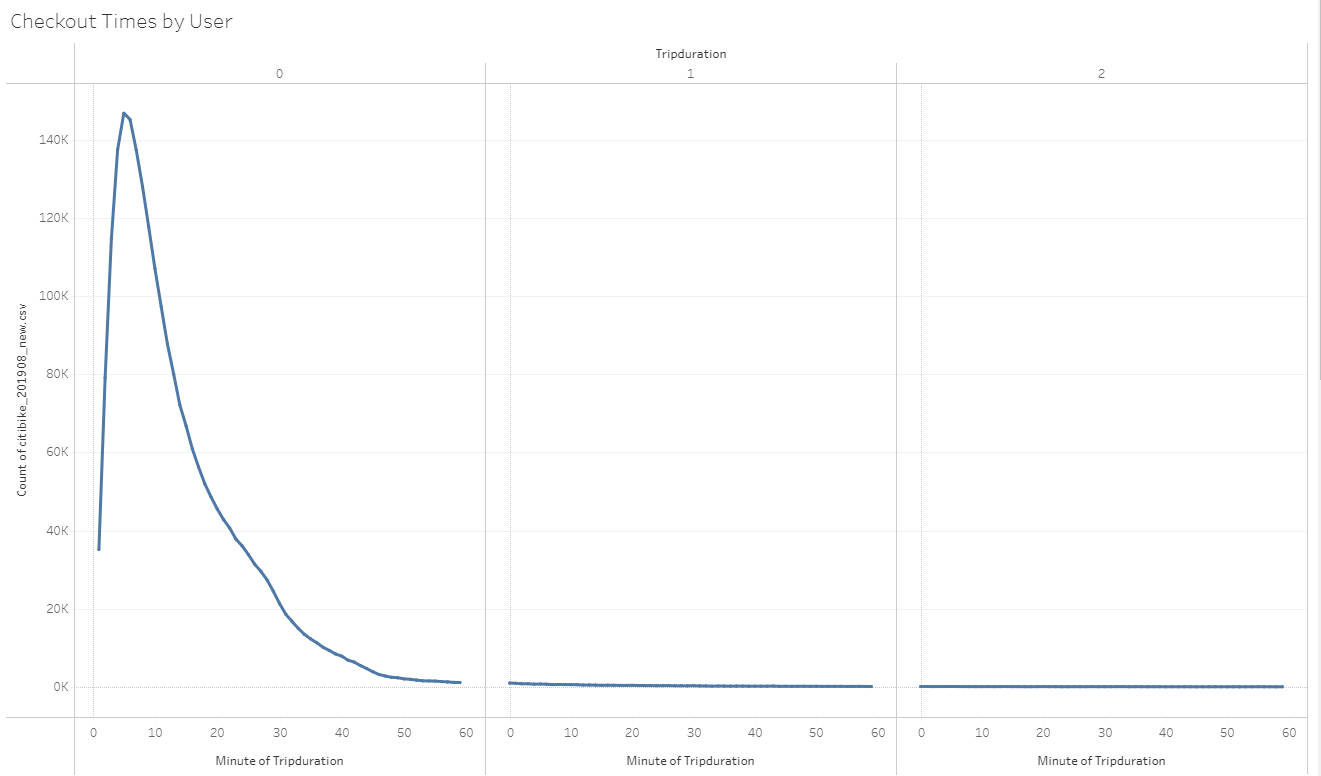 Checkout Times by User
Tripduration
0 1 2
Count of citibike_201908_new.csv
140K
120K
100K
80K
60K
40K
20K
0K
0 10 20 30 40 50 60 0 10 20 30 40 50 60 0 10 20 30 40 50 60
Minute of Tripduration Minute of Tripduration Minute of Tripduration